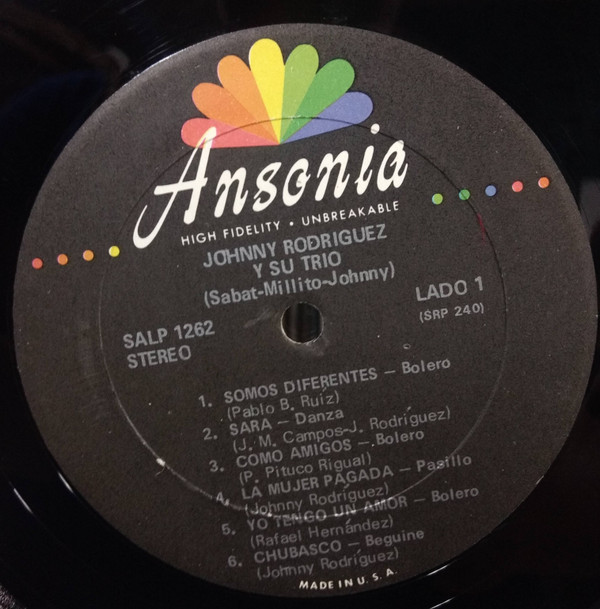 Ansonia
HIGH FIDELITY • UNBREAKABLE
JOHNNY RODRIGUEZ
Y SU TRIO
(Sabat-Millito-Johnny)
SALP 1262
STEREO
LADO 1
(SRP 240)
1. SOMOS DIFERENTES — Bolero
(Pablo B. Ruíz)
2. SARA — Danza
(J. M. Campos-J. Rodríguez)
3. COMO AMIGOS — Bolero
(P. Pituco Rigual)
4. LA MUJER PAGADA — Pasillo
(Johnny Rodríguez)
5. YO TENGO UN AMOR — Bolero
(Rafael Hernández)
6. CHUBASCO — Beguine
(Johnny Rodríguez)
MADE IN U. S. A.